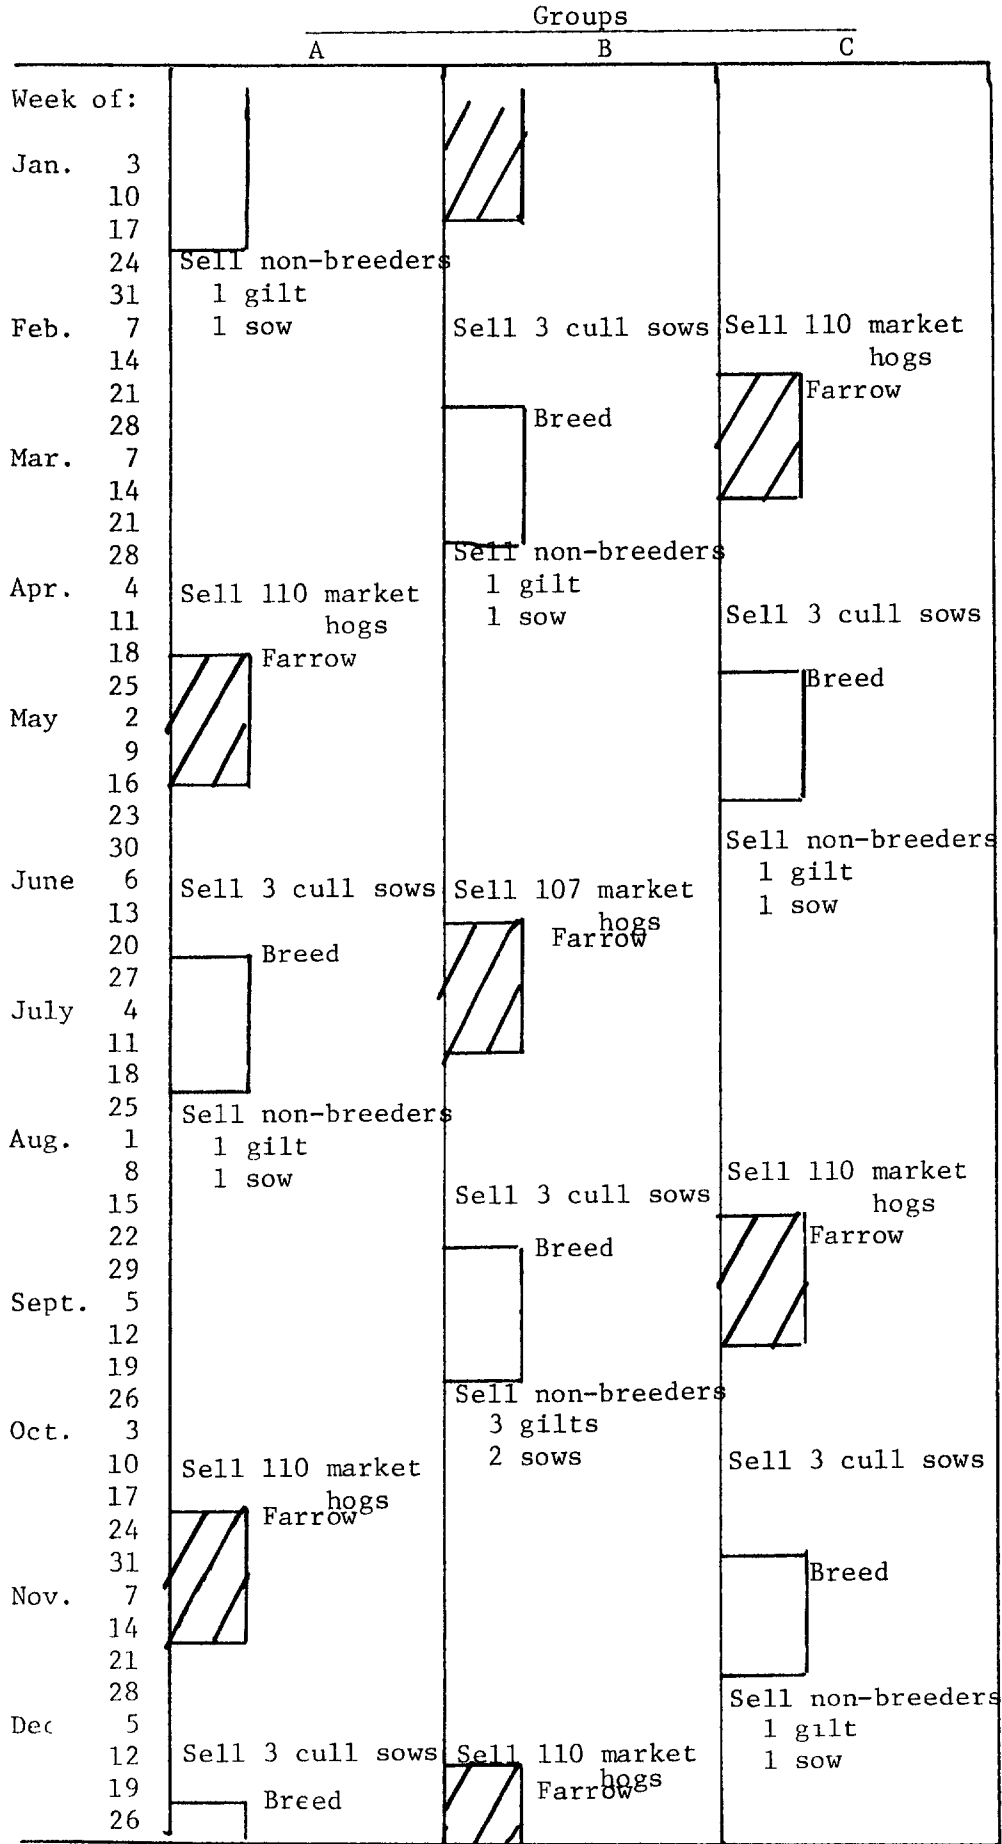 Groups
A B C
Week of:
Jan. 3
10
17
24 Sell non-breeders
31 1 gilt
Feb. 7 1 sow Sell 3 cull sows Sell 110 market
14 hogs
21 Farrow
28 Breed
Mar. 7
14
21
28 Sell non-breeders
Apr. 4 Sell 110 market 1 gilt
11 hogs 1 sow Sell 3 cull sows
18 Farrow
25 Breed
May 2
9
16
23
30 Sell non-breeders
June 6 Sell 3 cull sows Sell 107 market 1 gilt
13 hogs 1 sow
20 Breed Farrow
27
July 4
11
18
25 Sell non-breeders
Aug. 1 1 gilt
8 1 sow Sell 110 market
15 Sell 3 cull sows hogs
22 Breed Farrow
29
Sept. 5
12
19
26 Sell non-breeders
Oct. 3 3 gilts
10 Sell 110 market 2 sows Sell 3 cull sows
17 hogs
24 Farrow
31
Nov. 7 Breed
14
21
28 Sell non-breeders
Dec 5 1 gilt
12 Sell 3 cull sows Sell 110 market 1 sow
19 Breed hogs
26 Farrow